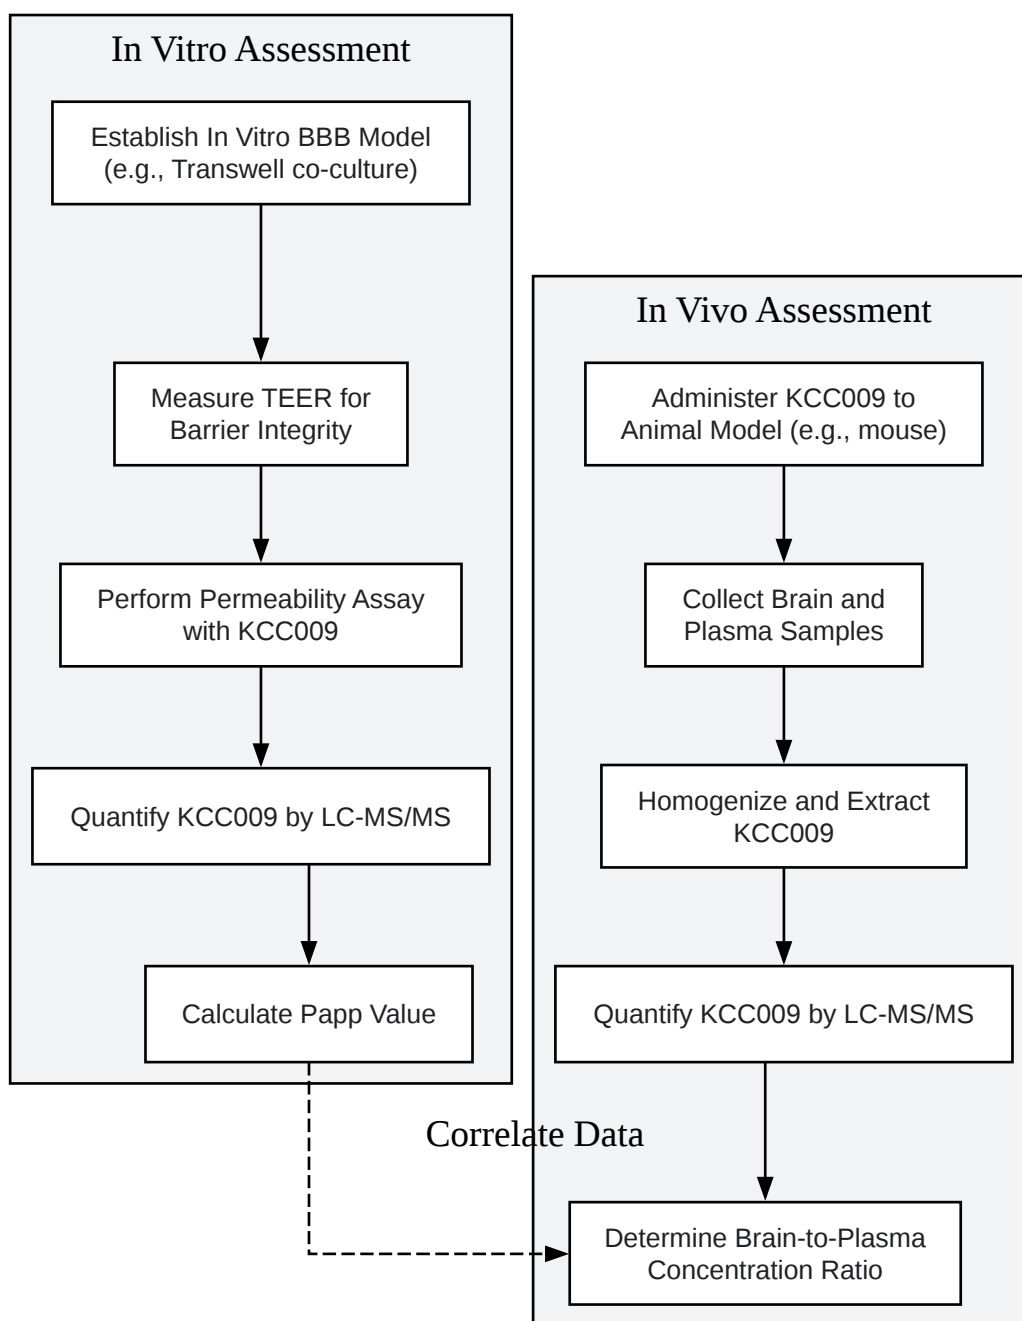 In Vitro Assessment
Establish In Vitro BBB Model
(e.g., Transwell co-culture)
Measure TEER for
Barrier Integrity
Perform Permeability Assay
with KCC009
Quantify KCC009 by LC-MS/MS
Calculate Papp Value
In Vivo Assessment
Administer KCC009 to
Animal Model (e.g., mouse)
Collect Brain and
Plasma Samples
Homogenize and Extract
KCC009
Quantify KCC009 by LC-MS/MS
Correlate Data
Determine Brain-to-Plasma
Concentration Ratio